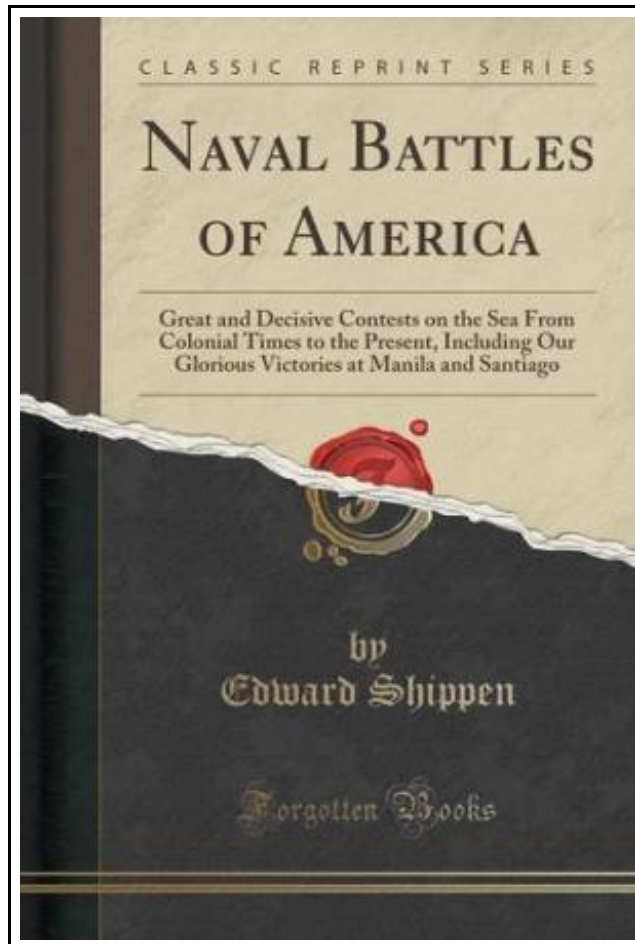 CLASSIC REPRINT SERIES
NAVAL BATTLES
OF AMERICA
Great and Decisive Contests on the Sea From
Colonial Times to the Present, Including Our
Glorious Victories at Manila and Santiago
by
Edward Shippen
Forgotten Books